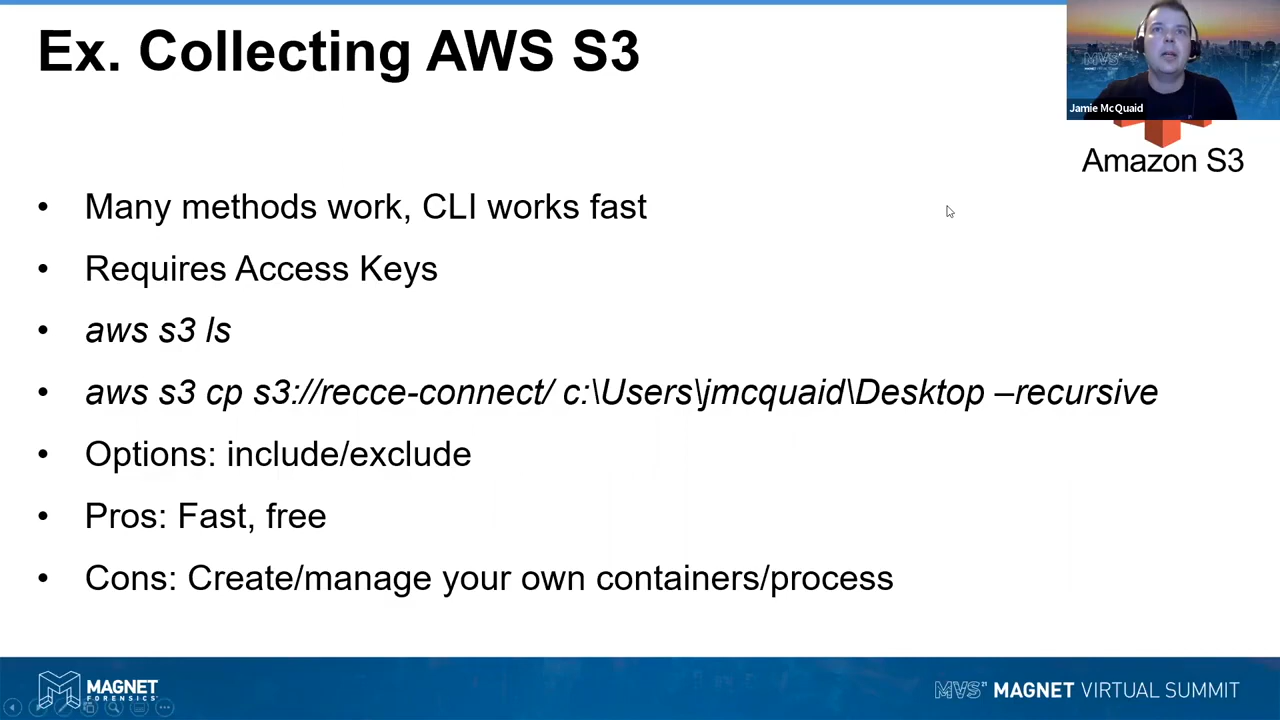 Ex. Collecting AWS S3
MVS
Jamie McQuaid
Amazon S3
• Many methods work, CLI works fast
• Requires Access Keys
• aws s3 ls
• aws s3 cp s3://recce-connect/ c:\Users\jmcquaid\Desktop –recursive
• Options: include/exclude
• Pros: Fast, free
• Cons: Create/manage your own containers/process
MAGNET
FORENSICS
MVS21 MAGNET VIRTUAL SUMMIT